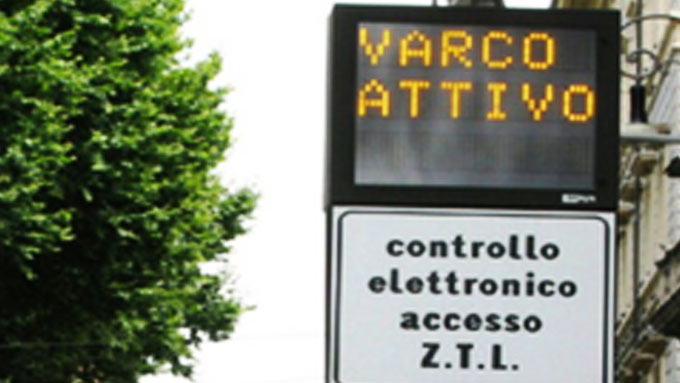 VARCO
ATTIVO
controllo
elettronico
accesso
Z.T.L.